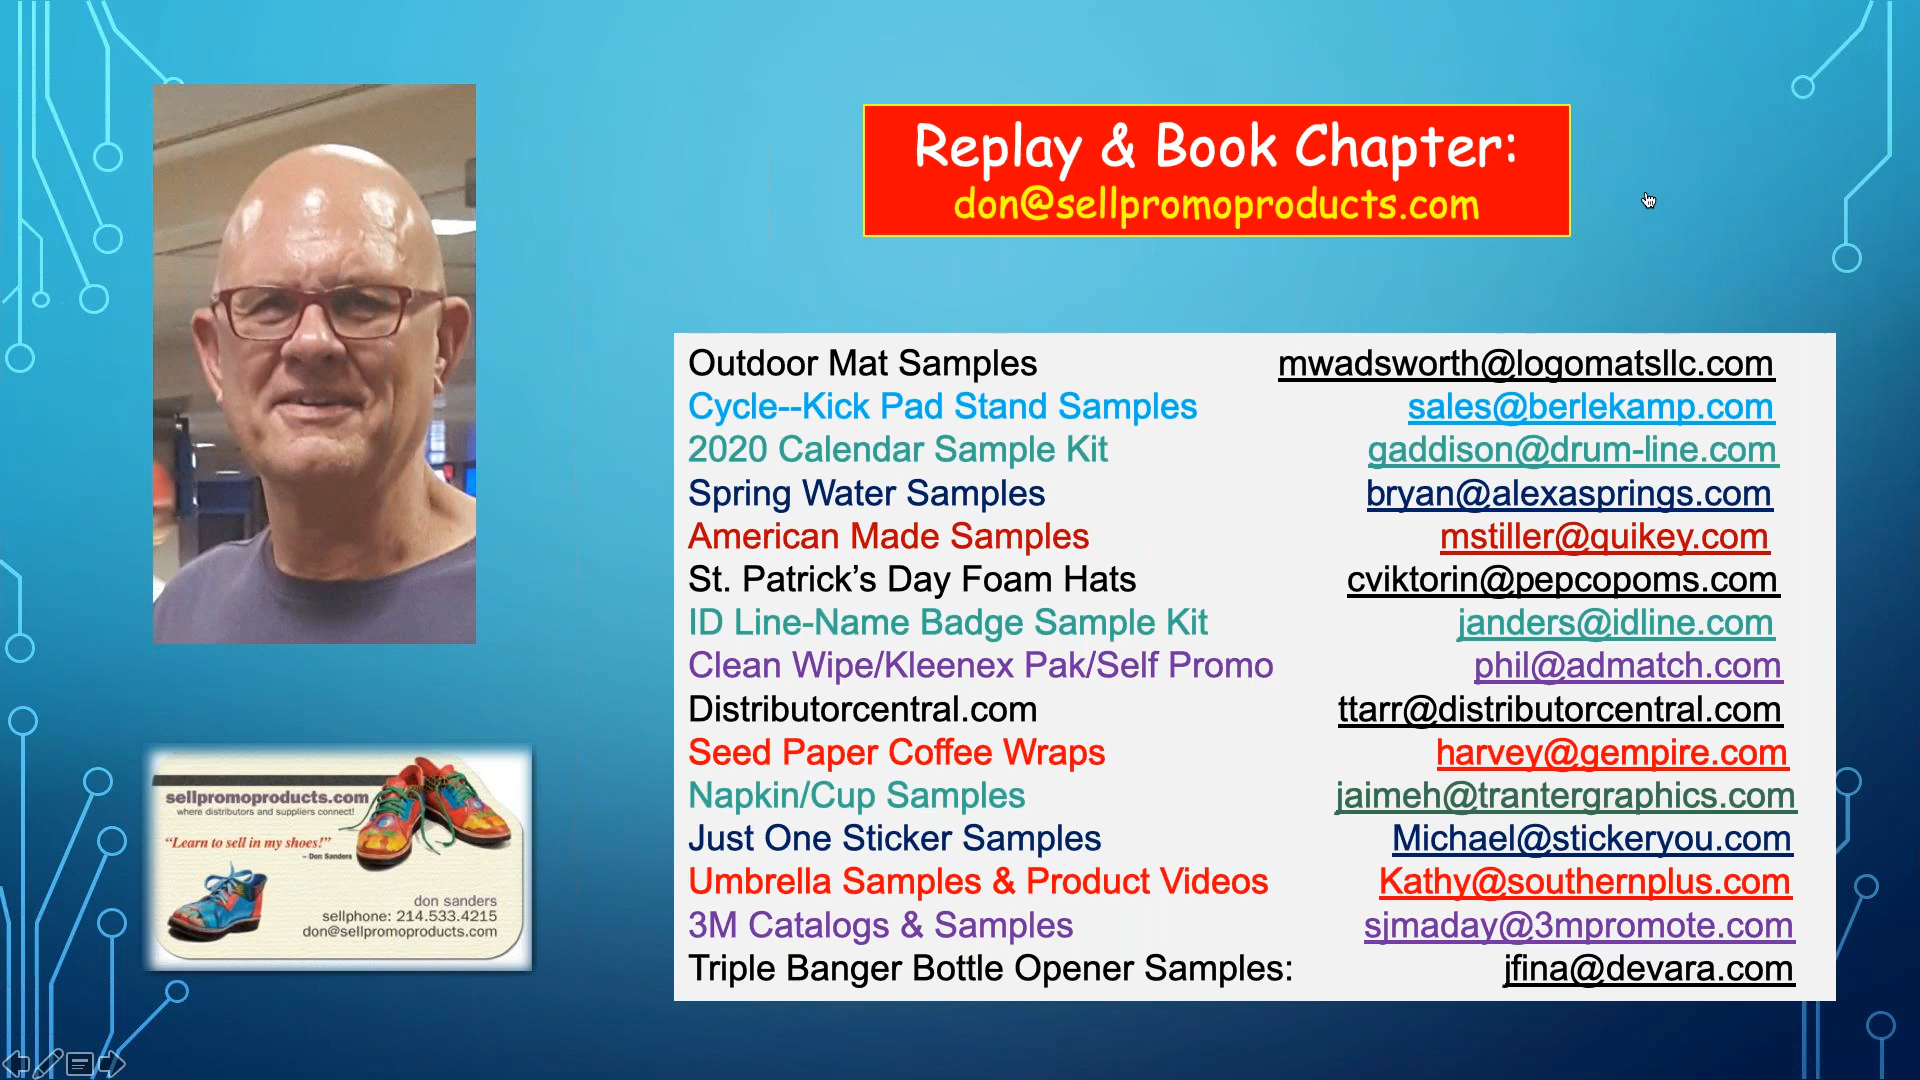 Replay & Book Chapter:
don@sellpromoproducts.com
Outdoor Mat Samples mwadsworth@logomatsllc.com
Cycle--Kick Pad Stand Samples sales@berlekamp.com
2020 Calendar Sample Kit gaddison@drum-line.com
Spring Water Samples bryan@alexasprings.com
American Made Samples mstiller@quikey.com
St. Patrick’s Day Foam Hats cviktorin@pepcopoms.com
ID Line-Name Badge Sample Kit janders@idline.com
Clean Wipe/Kleenex Pak/Self Promo phil@admatch.com
Distributorcentral.com ttarr@distributorcentral.com
Seed Paper Coffee Wraps harvey@gempire.com
Napkin/Cup Samples jaimeh@trantergraphics.com
Just One Sticker Samples Michael@stickeryou.com
Umbrella Samples & Product Videos Kathy@southernplus.com
3M Catalogs & Samples sjmaday@3mpromote.com
Triple Banger Bottle Opener Samples: jfina@devara.com
sellpromoproducts.com
where distributors and suppliers connect!
“Learn to sell in my shoes!”
– Don Sanders
don sanders
sellphone: 214.533.4215
don@sellpromoproducts.com